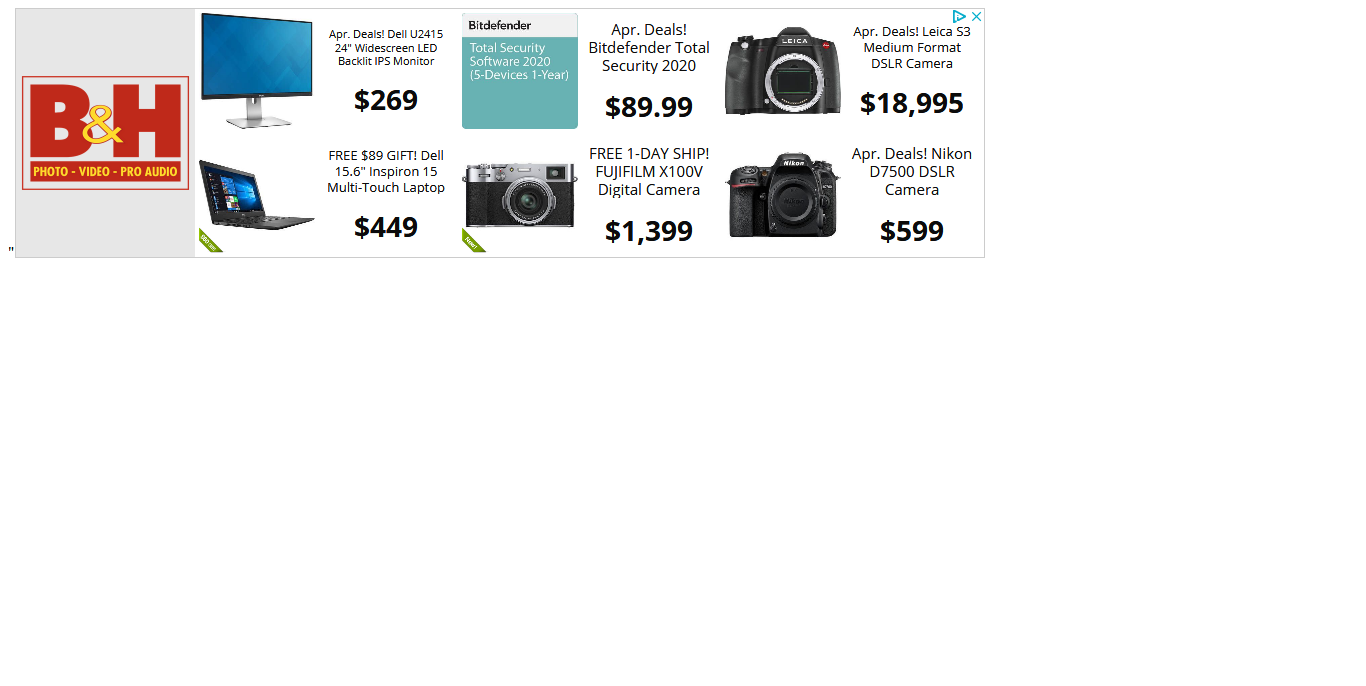 B&H
PHOTO - VIDEO - PRO AUDIO
Apr. Deals! Dell U2415
24" Widescreen LED
Backlit IPS Monitor
$269
Bitdefender
Total Security
Software 2020
(5-Devices 1-Year)
Apr. Deals!
Bitdefender Total
Security 2020
$89.99
LEICA
Apr. Deals! Leica S3
Medium Format
DSLR Camera
$18,995
FREE $89 GIFT! Dell
15.6" Inspiron 15
Multi-Touch Laptop
$449
New!
FREE 1-DAY SHIP!
FUJIFILM X100V
Digital Camera
$1,399
Nikon
Apr. Deals! Nikon
D7500 DSLR
Camera
$599
"